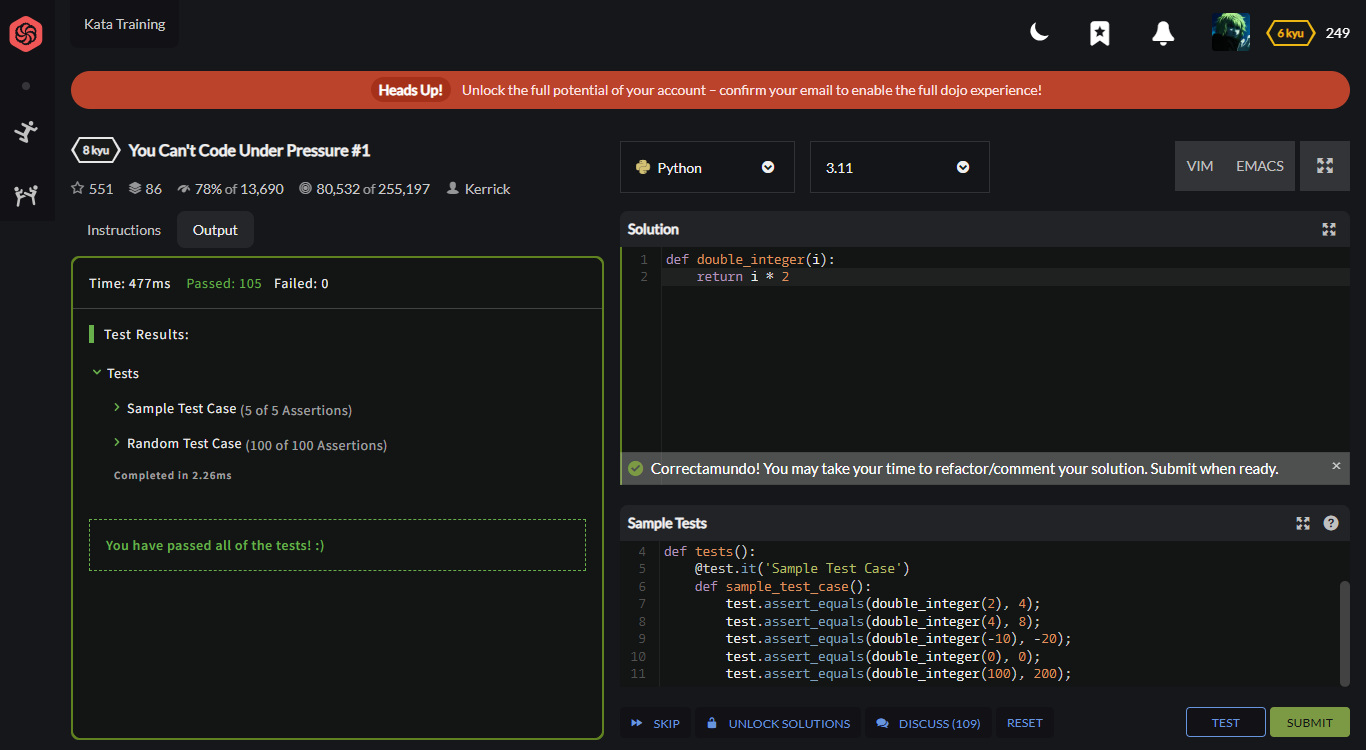 Kata Training
6 kyu 249
Heads Up! Unlock the full potential of your account – confirm your email to enable the full dojo experience!
8 kyu You Can't Code Under Pressure #1
551 86 78% of 13,690 80,532 of 255,197 Kerrick
Instructions Output
Time: 477ms Passed: 105 Failed: 0
Test Results:
Tests
Sample Test Case (5 of 5 Assertions)
Random Test Case (100 of 100 Assertions)
Completed in 2.26ms
You have passed all of the tests! :)
Python 3.11 VIM EMACS
Solution
1 def double_integer(i):
2     return i * 2
Correctamundo! You may take your time to refactor/comment your solution. Submit when ready. ×
Sample Tests ?
4 def tests():
5     @test.it('Sample Test Case')
6     def sample_test_case():
7         test.assert_equals(double_integer(2), 4);
8         test.assert_equals(double_integer(4), 8);
9         test.assert_equals(double_integer(-10), -20);
10         test.assert_equals(double_integer(0), 0);
11         test.assert_equals(double_integer(100), 200);
SKIP UNLOCK SOLUTIONS DISCUSS (109) RESET TEST SUBMIT